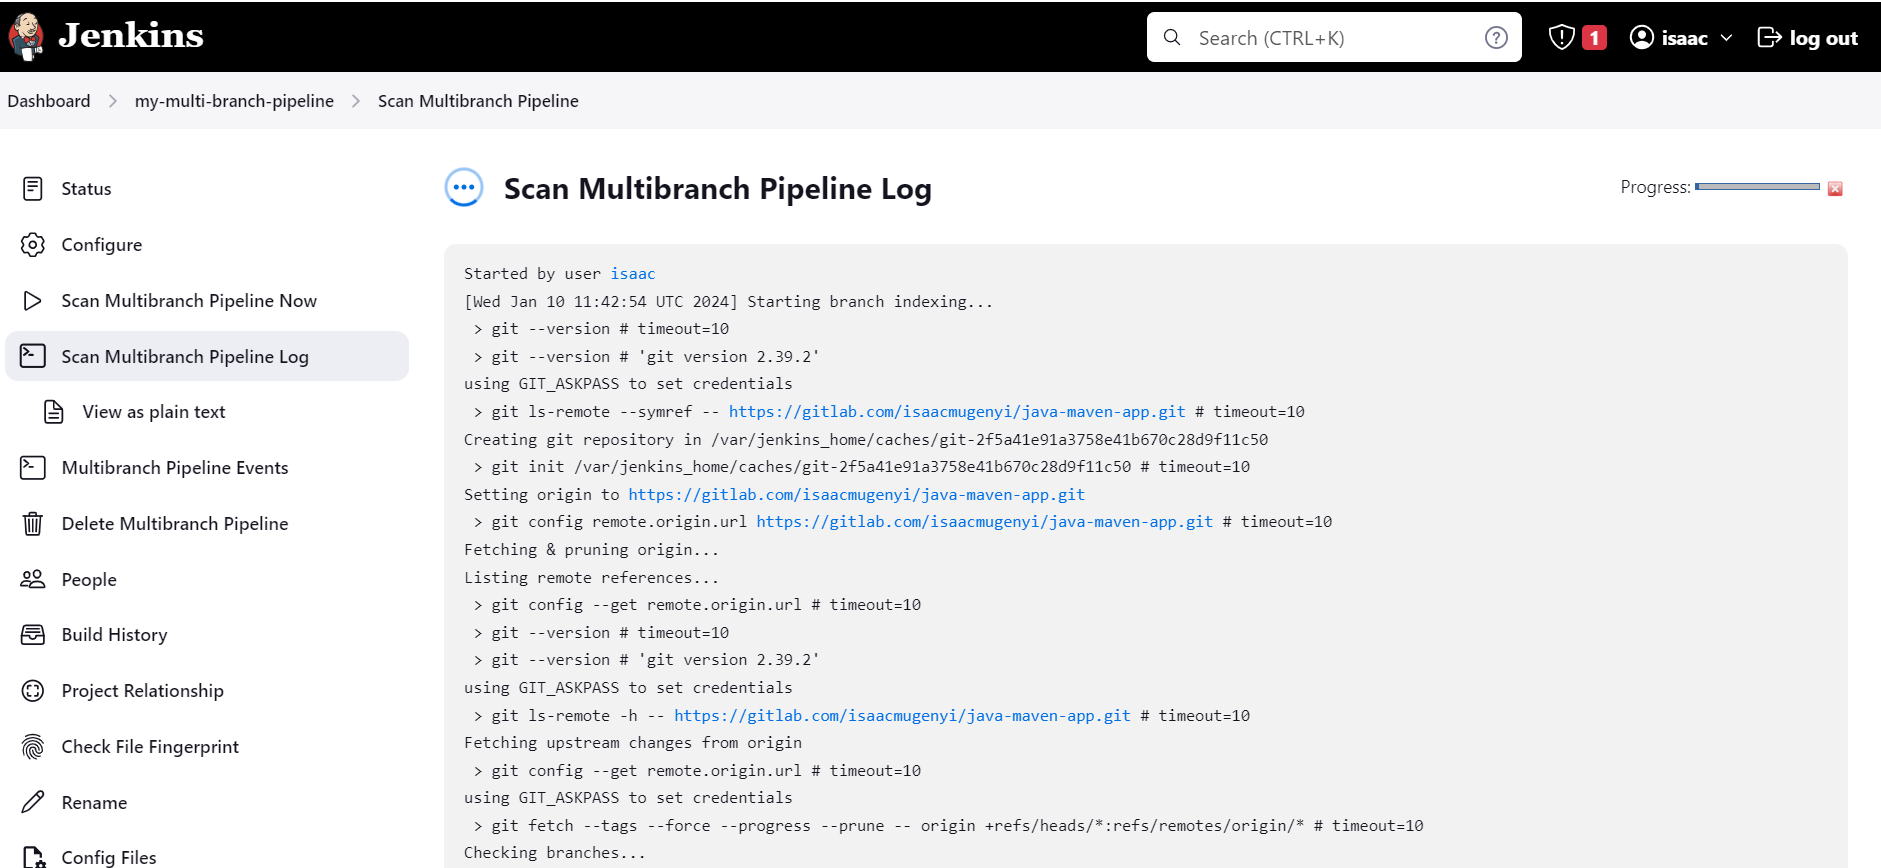 Jenkins
Search (CTRL+K)
?
1
isaac
log out
Dashboard
my-multi-branch-pipeline
Scan Multibranch Pipeline
Status
Configure
Scan Multibranch Pipeline Now
Scan Multibranch Pipeline Log
View as plain text
Multibranch Pipeline Events
Delete Multibranch Pipeline
People
Build History
Project Relationship
Check File Fingerprint
Rename
Config Files
Scan Multibranch Pipeline Log
Progress:
Started by user isaac
[Wed Jan 10 11:42:54 UTC 2024] Starting branch indexing...
> git --version # timeout=10
> git --version # 'git version 2.39.2'
using GIT_ASKPASS to set credentials
> git ls-remote --symref -- https://gitlab.com/isaacmugenyi/java-maven-app.git # timeout=10
Creating git repository in /var/jenkins_home/caches/git-2f5a41e91a3758e41b670c28d9f11c50
> git init /var/jenkins_home/caches/git-2f5a41e91a3758e41b670c28d9f11c50 # timeout=10
Setting origin to https://gitlab.com/isaacmugenyi/java-maven-app.git
> git config remote.origin.url https://gitlab.com/isaacmugenyi/java-maven-app.git # timeout=10
Fetching & pruning origin...
Listing remote references...
> git config --get remote.origin.url # timeout=10
> git --version # timeout=10
> git --version # 'git version 2.39.2'
using GIT_ASKPASS to set credentials
> git ls-remote -h -- https://gitlab.com/isaacmugenyi/java-maven-app.git # timeout=10
Fetching upstream changes from origin
> git config --get remote.origin.url # timeout=10
using GIT_ASKPASS to set credentials
> git fetch --tags --force --progress --prune -- origin +refs/heads/*:refs/remotes/origin/* # timeout=10
Checking branches...